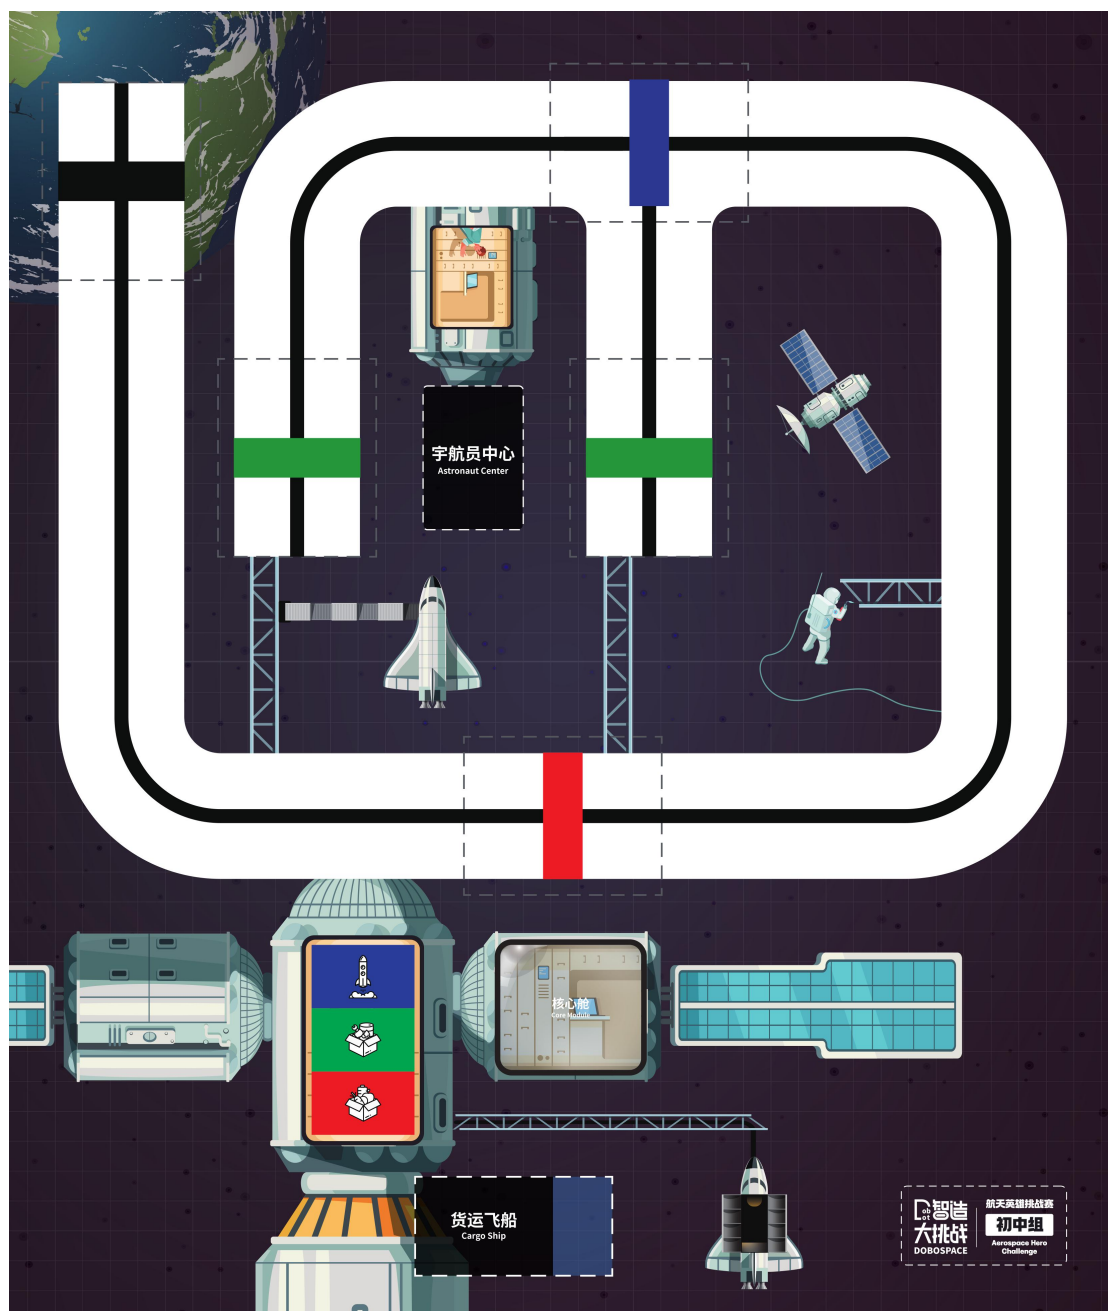 宇航员中心
Astronaut Center
核心舱
Core Module
货运飞船
Cargo Ship
Dobot
智造
大挑战
DOBOSPACE
航天英雄挑战赛
初中组
Aerospace Hero
Challenge